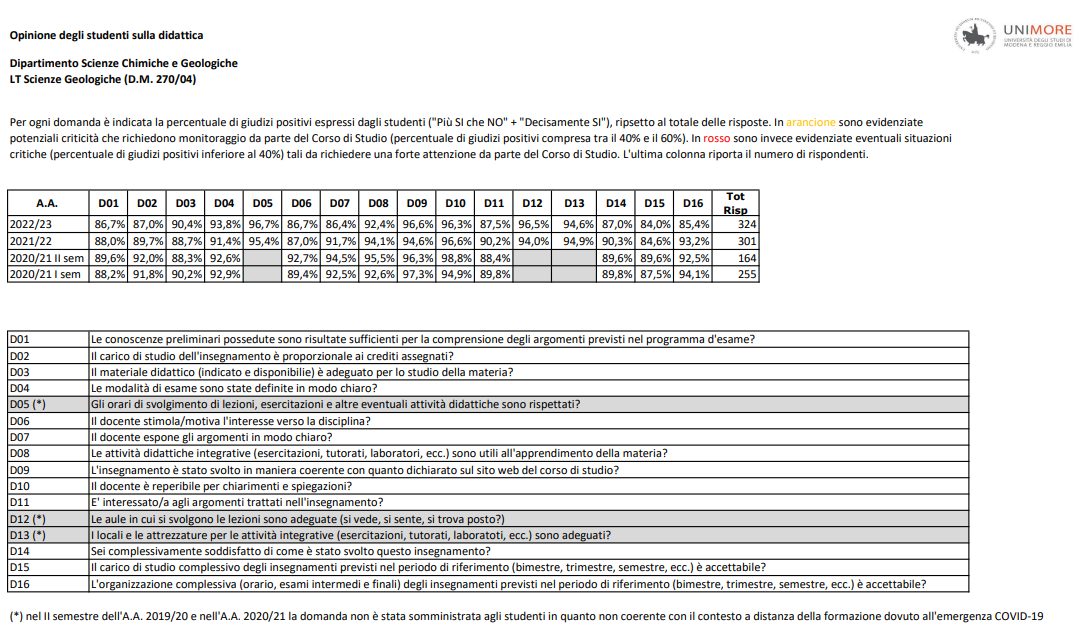 Opinione degli studenti sulla didattica
UNIMORE
UNIVERSITÀ DEGLI STUDI DI
MODENA E REGGIO EMILIA
Dipartimento Scienze Chimiche e Geologiche
LT Scienze Geologiche (D.M. 270/04)
Per ogni domanda è indicata la percentuale di giudizi positivi espressi dagli studenti ("Più SI che NO" + "Decisamente SI"), ripsetto al totale delle risposte. In arancione sono evidenziate
potenziali criticità che richiedono monitoraggio da parte del Corso di Studio (percentuale di giudizi positivi compresa tra il 40% e il 60%). In rosso sono invece evidenziate eventuali situazioni
critiche (percentuale di giudizi positivi inferiore al 40%) tali da richiedere una forte attenzione da parte del Corso di Studio. L'ultima colonna riporta il numero di rispondenti.
A.A. D01 D02 D03 D04 D05 D06 D07 D08 D09 D10 D11 D12 D13 D14 D15 D16 Tot Risp
2022/23 86,7% 87,0% 90,4% 93,8% 96,7% 86,7% 86,4% 92,4% 96,6% 96,3% 87,5% 96,5% 94,6% 87,0% 84,0% 85,4% 324
2021/22 88,0% 89,7% 88,7% 91,4% 95,4% 87,0% 91,7% 94,1% 94,6% 96,6% 90,2% 94,0% 94,9% 90,3% 84,6% 93,2% 301
2020/21 II sem 89,6% 92,0% 88,3% 92,6% 92,7% 94,5% 95,5% 96,3% 98,8% 88,4% 89,6% 89,6% 92,5% 164
2020/21 I sem 88,2% 91,8% 90,2% 92,9% 89,4% 92,5% 92,6% 97,3% 94,9% 89,8% 89,8% 87,5% 94,1% 255
D01 Le conoscenze preliminari possedute sono risultate sufficienti per la comprensione degli argomenti previsti nel programma d'esame?
D02 Il carico di studio dell'insegnamento è proporzionale ai crediti assegnati?
D03 Il materiale didattico (indicato e disponibilie) è adeguato per lo studio della materia?
D04 Le modalità di esame sono state definite in modo chiaro?
D05 (*) Gli orari di svolgimento di lezioni, esercitazioni e altre eventuali attività didattiche sono rispettati?
D06 Il docente stimola/motiva l'interesse verso la disciplina?
D07 Il docente espone gli argomenti in modo chiaro?
D08 Le attività didattiche integrative (esercitazioni, tutorati, laboratori, ecc.) sono utili all'apprendimento della materia?
D09 L'insegnamento è stato svolto in maniera coerente con quanto dichiarato sul sito web del corso di studio?
D10 Il docente è reperibile per chiarimenti e spiegazioni?
D11 E' interessato/a agli argomenti trattati nell'insegnamento?
D12 (*) Le aule in cui si svolgono le lezioni sono adeguate (si vede, si sente, si trova posto?)
D13 (*) I locali e le attrezzature per le attività integrative (esercitazioni, tutorati, laboratoti, ecc.) sono adeguati?
D14 Sei complessivamente soddisfatto di come è stato svolto questo insegnamento?
D15 Il carico di studio complessivo degli insegnamenti previsti nel periodo di riferimento (bimestre, trimestre, semestre, ecc.) è accettabile?
D16 L'organizzazione complessiva (orario, esami intermedi e finali) degli insegnamenti previsti nel periodo di riferimento (bimestre, trimestre, semestre, ecc.) è accettabile?
(*) nel II semestre dell'A.A. 2019/20 e nell'A.A. 2020/21 la domanda non è stata somministrata agli studenti in quanto non coerente con il contesto a distanza della formazione dovuto all'emergenza COVID-19